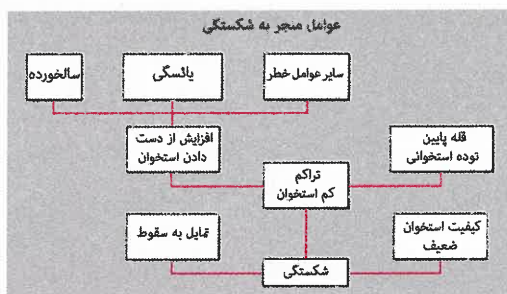 عوامل منجر به شکستگی
سایر عوامل خطر
یائسگی
سالخورده
افزایش از دست
دادن استخوان
قله پایین
توده استخوانی
تراکم
کم استخوان
تمایل به سقوط
کیفیت استخوان
ضعیف
شکستگی